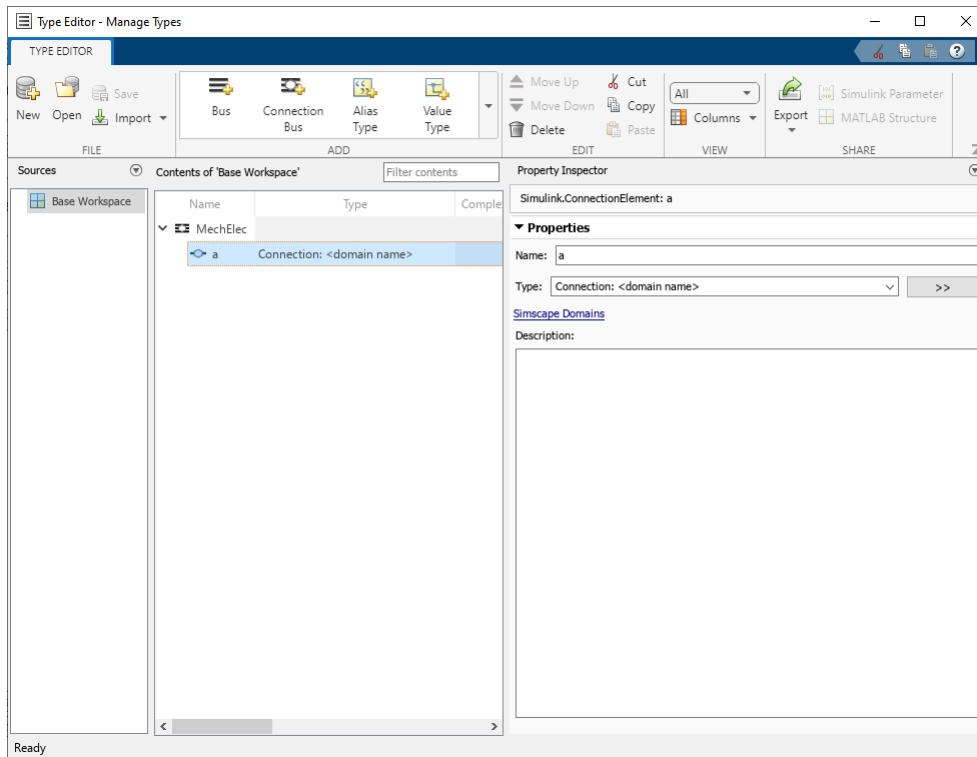 Type Editor - Manage Types
TYPE EDITOR
New
Open
Save
Import
Bus
Connection
Bus
Alias
Type
Value
Type
Move Up
Move Down
Delete
Cut
Copy
Paste
All
Columns
Export
Simulink Parameter
MATLAB Structure
FILE
ADD
EDIT
VIEW
SHARE
Sources
Base Workspace
Contents of 'Base Workspace'
Filter contents
Name Type Comple
MechElec
a Connection: <domain name>
Property Inspector
Simulink.ConnectionElement: a
Properties
Name: a
Type: Connection: <domain name> >>
Simscape Domains
Description:
Ready